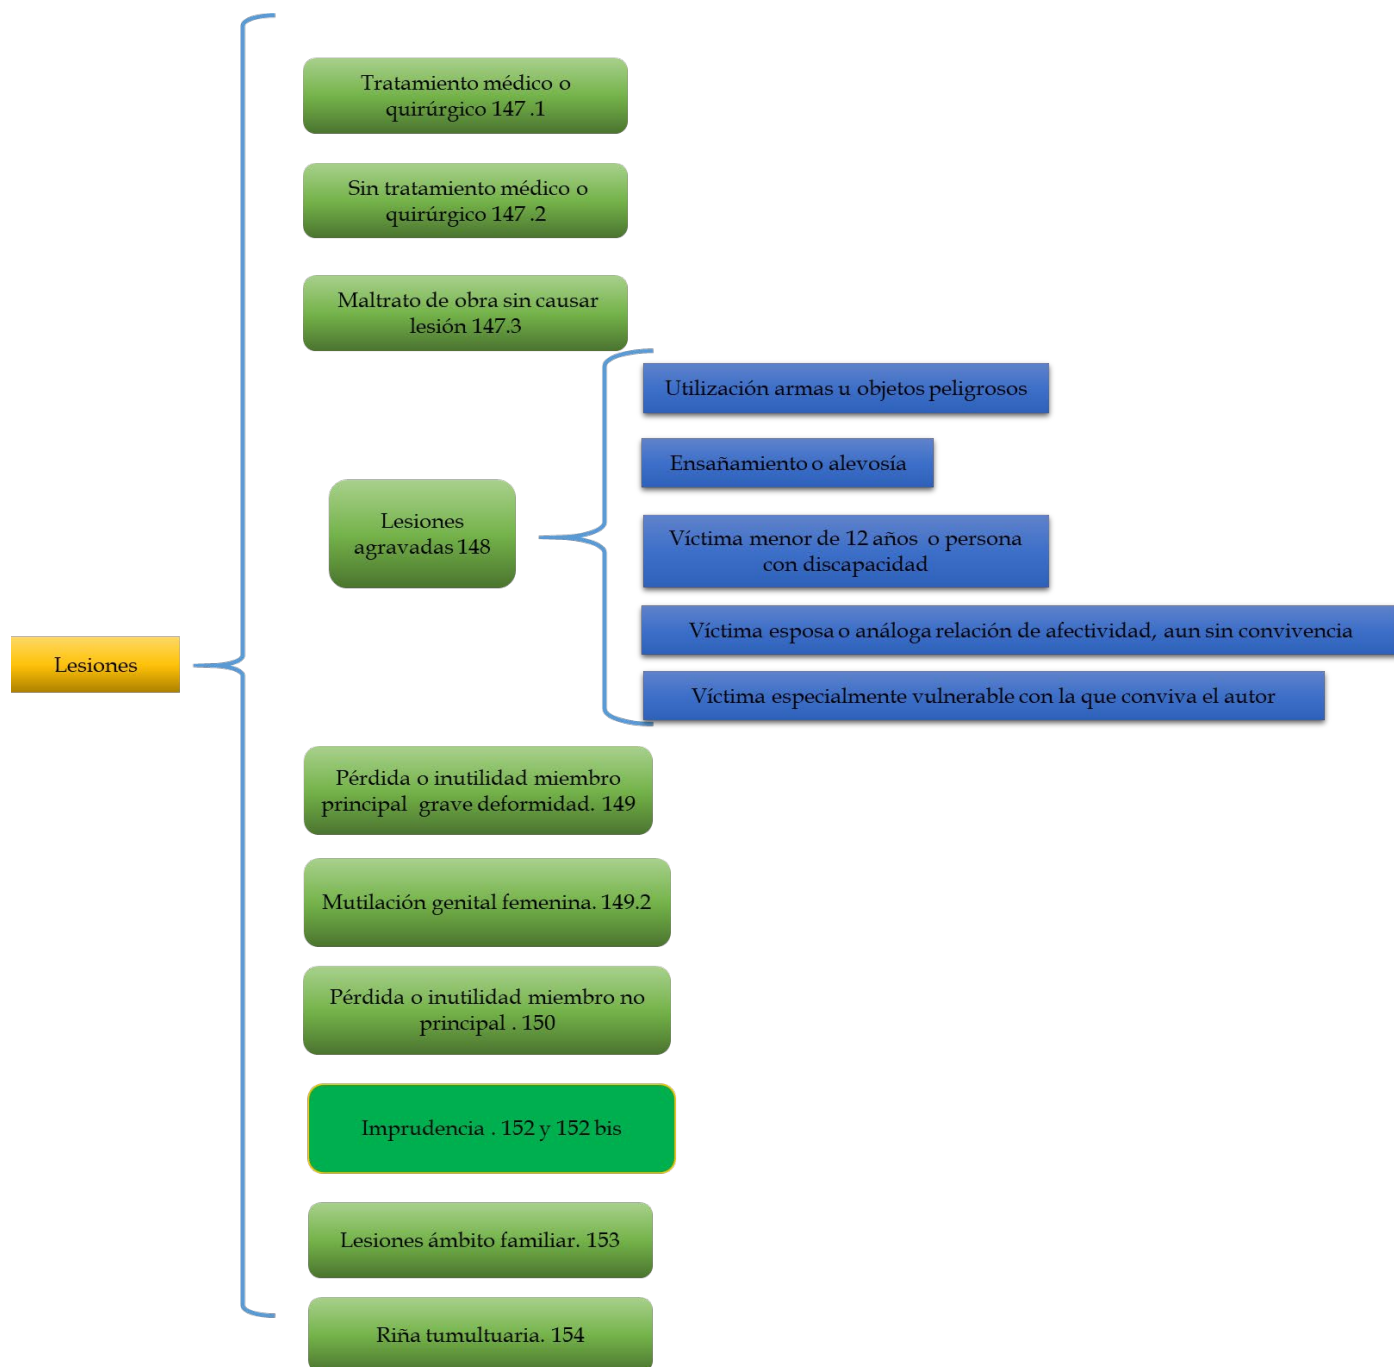 Tratamiento médico o
quirúrgico 147 .1
Sin tratamiento médico o
quirúrgico 147 .2
Maltrato de obra sin causar
lesión 147.3
Lesiones
agravadas 148
Utilización armas u objetos peligrosos
Ensañamiento o alevosía
Víctima menor de 12 años o persona
con discapacidad
Víctima esposa o análoga relación de afectividad, aun sin convivencia
Víctima especialmente vulnerable con la que conviva el autor
Lesiones
Pérdida o inutilidad miembro
principal grave deformidad. 149
Mutilación genital femenina. 149.2
Pérdida o inutilidad miembro no
principal . 150
Imprudencia . 152 y 152 bis
Lesiones ámbito familiar. 153
Riña tumultuaria. 154